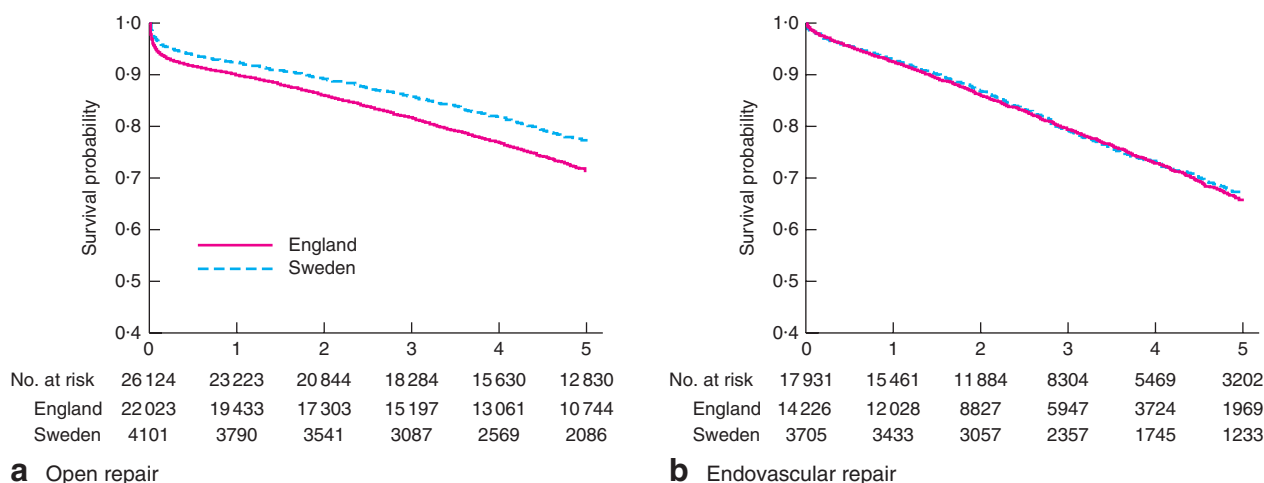 1·0
0·9
0·8
0·7
0·6
0·5
0·4
Survival probability
England
Sweden
0 1 2 3 4 5
No. at risk 26 124 23 223 20 844 18 284 15 630 12 830
England 22 023 19 433 17 303 15 197 13 061 10 744
Sweden 4101 3790 3541 3087 2569 2086
a Open repair
1·0
0·9
0·8
0·7
0·6
0·5
0·4
Survival probability
0 1 2 3 4 5
No. at risk 17 931 15 461 11 884 8304 5469 3202
England 14 226 12 028 8827 5947 3724 1969
Sweden 3705 3433 3057 2357 1745 1233
b Endovascular repair